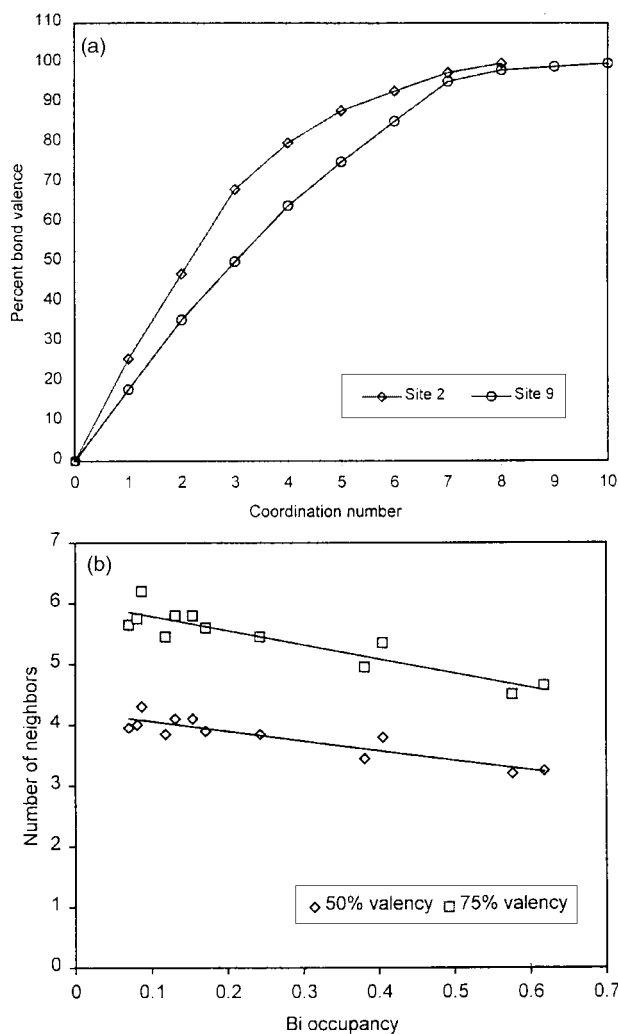 (a)
110
100
90
80
70
60
50
40
30
20
10
0
Percent bond valence
Site 2 Site 9
0 1 2 3 4 5 6 7 8 9 10
Coordination number
(b)
7
6
5
4
3
2
1
0
Number of neighbors
50% valency 75% valency
0 0.1 0.2 0.3 0.4 0.5 0.6 0.7
Bi occupancy